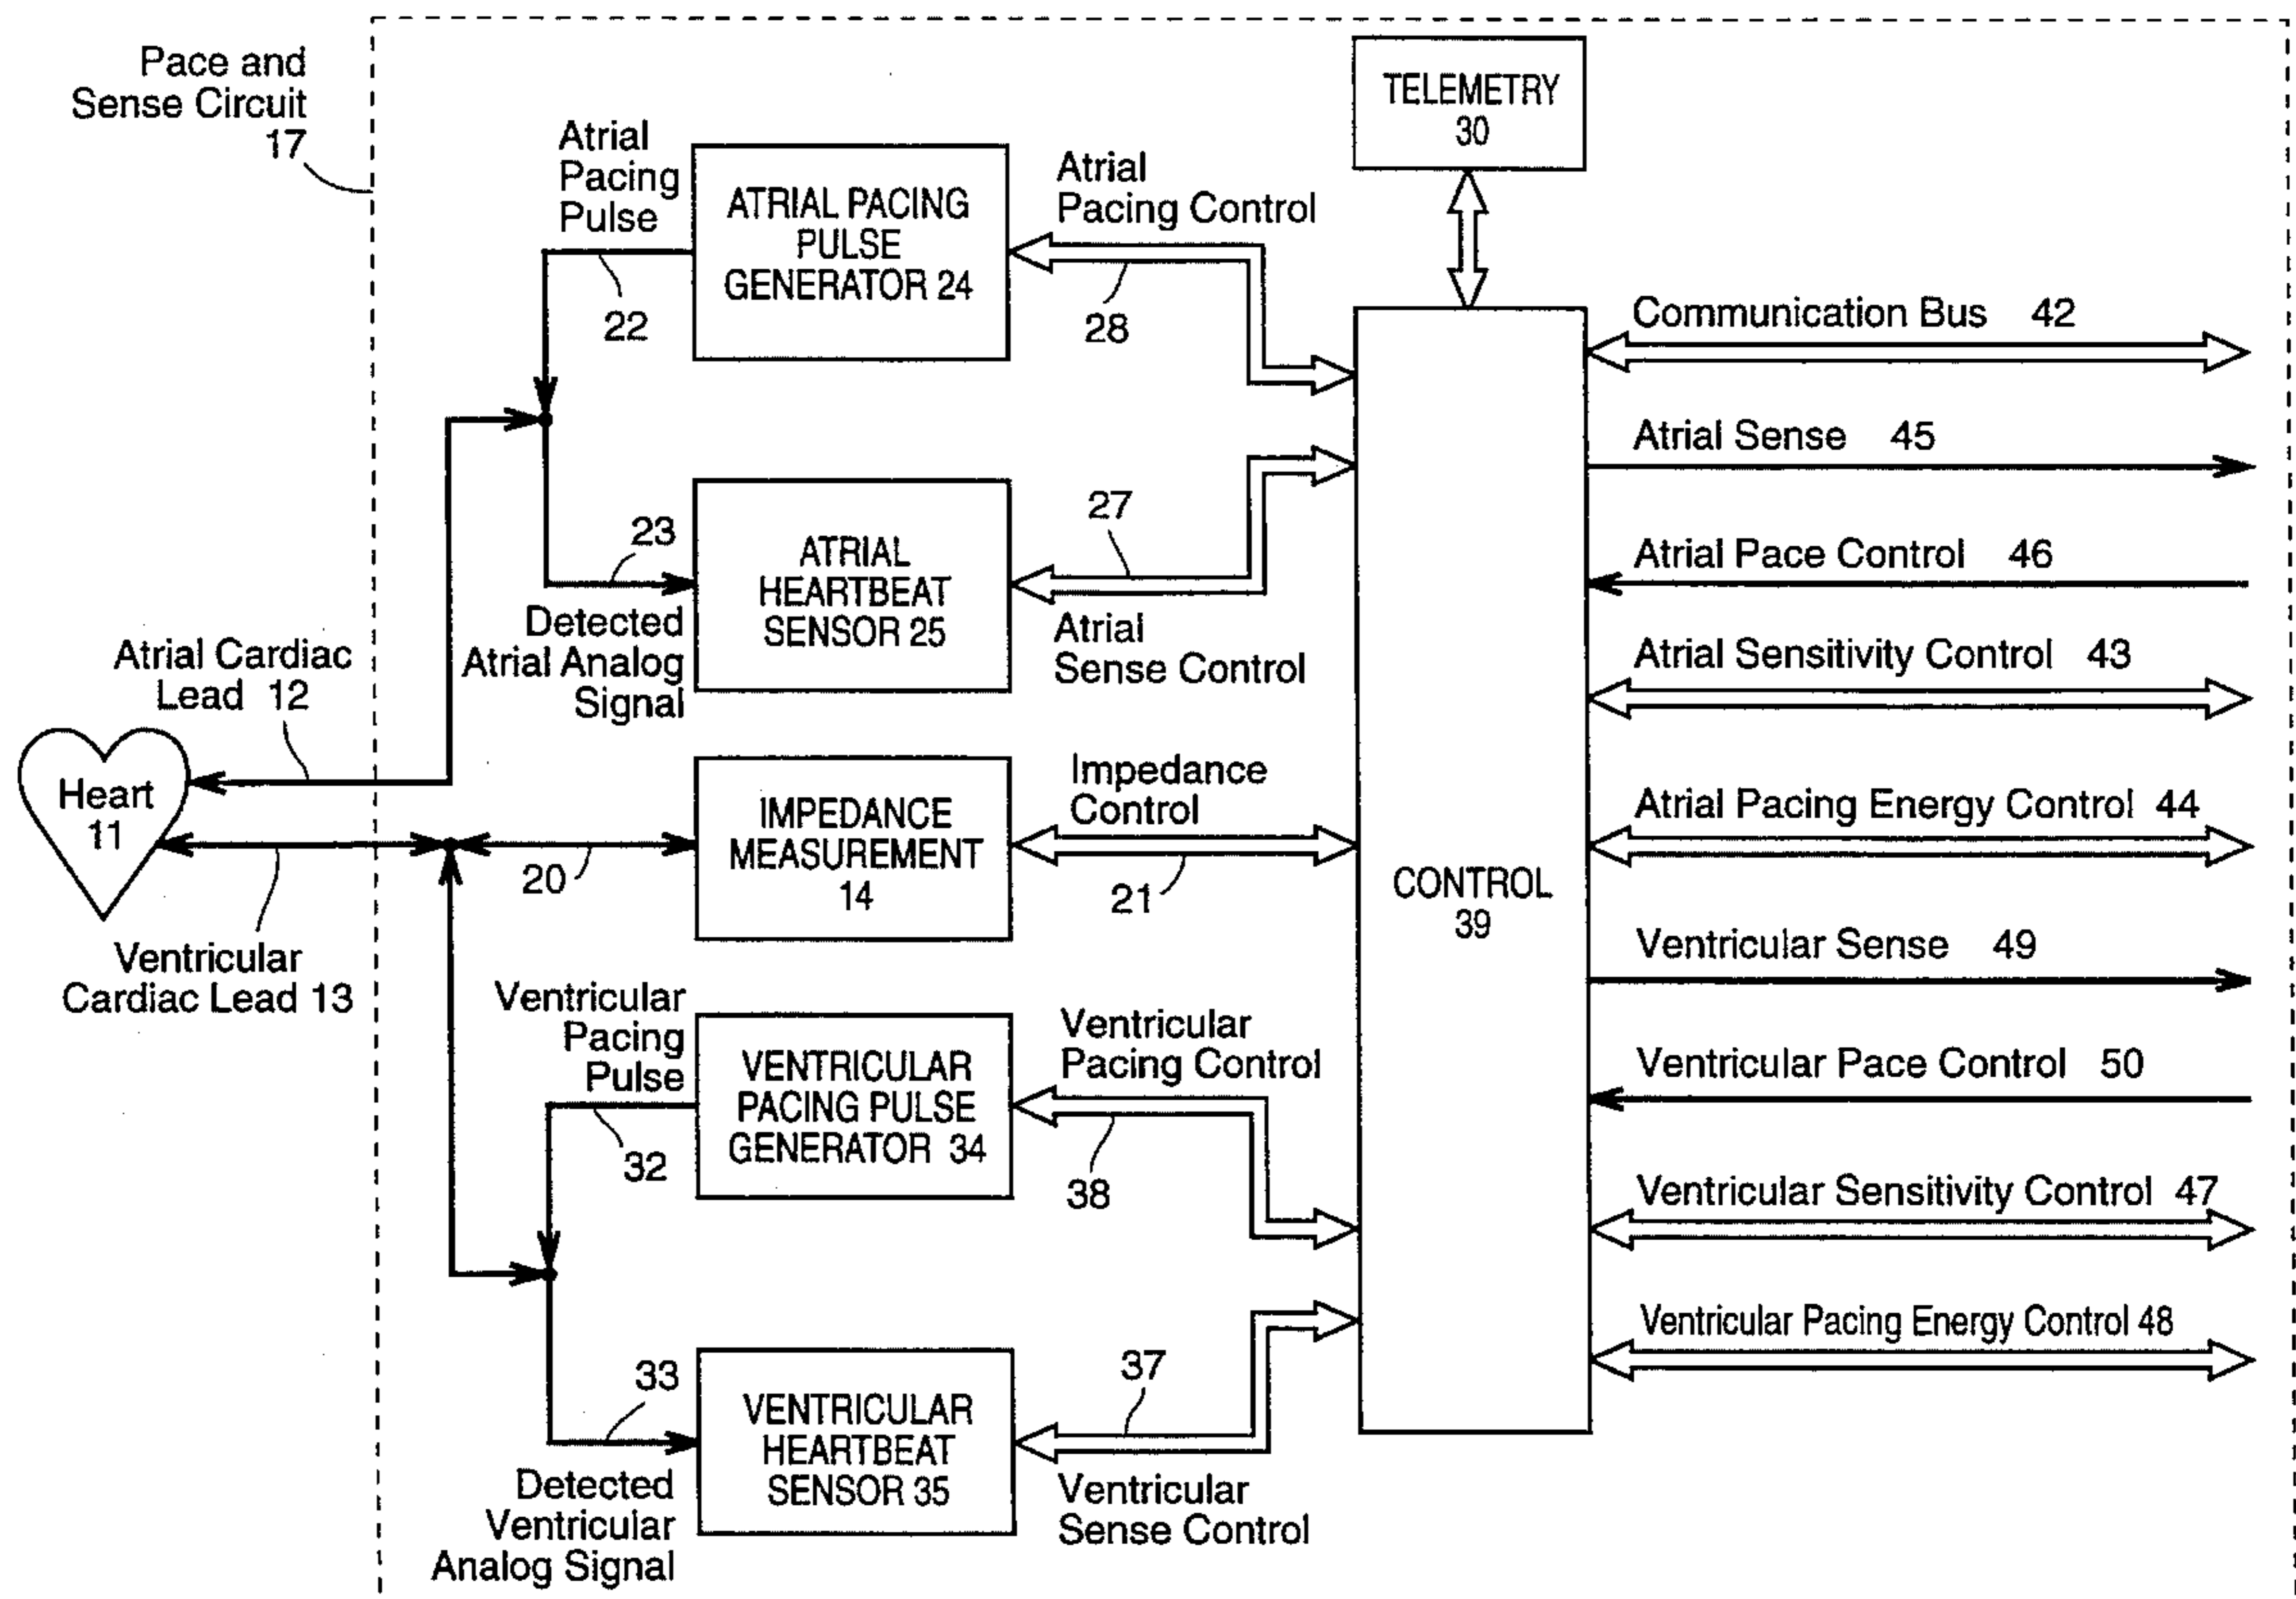 Pace and
Sense Circuit
17
TELEMETRY
30
Atrial
Pacing
Pulse
22
ATRIAL PACING
PULSE
GENERATOR 24
Atrial
Pacing Control
28
23
Detected
Atrial Analog
Signal
ATRIAL
HEARTBEAT
SENSOR 25
27
Atrial
Sense Control
Atrial Cardiac
Lead 12
Heart
11
Ventricular
Cardiac Lead 13
20
IMPEDANCE
MEASUREMENT
14
Impedance
Control
21
Ventricular
Pacing
Pulse
32
VENTRICULAR
PACING PULSE
GENERATOR 34
Ventricular
Pacing Control
38
33
Detected
Ventricular
Analog Signal
VENTRICULAR
HEARTBEAT
SENSOR 35
37
Ventricular
Sense Control
CONTROL
39
Communication Bus 42
Atrial Sense 45
Atrial Pace Control 46
Atrial Sensitivity Control 43
Atrial Pacing Energy Control 44
Ventricular Sense 49
Ventricular Pace Control 50
Ventricular Sensitivity Control 47
Ventricular Pacing Energy Control 48